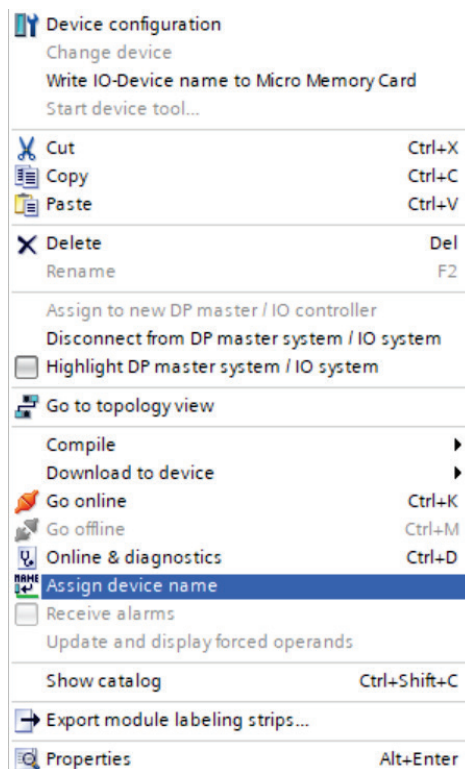 Device configuration
Change device
Write IO-Device name to Micro Memory Card
Start device tool...
Cut Ctrl+X
Copy Ctrl+C
Paste Ctrl+V
Delete Del
Rename F2
Assign to new DP master / IO controller
Disconnect from DP master system / IO system
Highlight DP master system / IO system
Go to topology view
Compile
Download to device
Go online Ctrl+K
Go offline Ctrl+M
Online & diagnostics Ctrl+D
NAME Assign device name
Receive alarms
Update and display forced operands
Show catalog Ctrl+Shift+C
Export module labeling strips...
Properties Alt+Enter